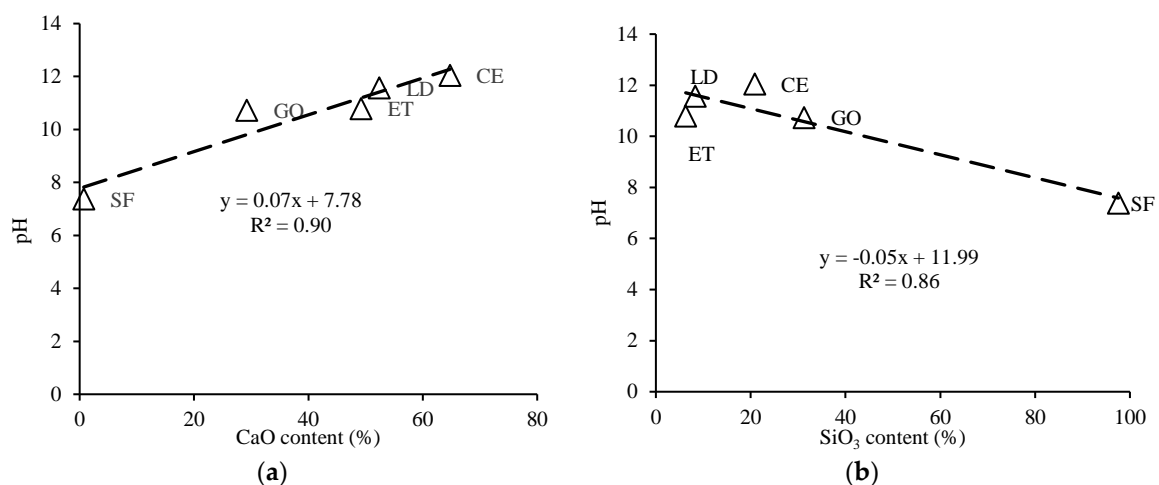 14
12
10
8
6
4
2
0
0
20
40
60
80
pH
CaO content (%)
SF
GO
ET
LD
CE
y = 0.07x + 7.78
R² = 0.90
(a)
14
12
10
8
6
4
2
0
0
20
40
60
80
100
pH
SiO₃ content (%)
LD
ET
CE
GO
SF
y = -0.05x + 11.99
R² = 0.86
(b)